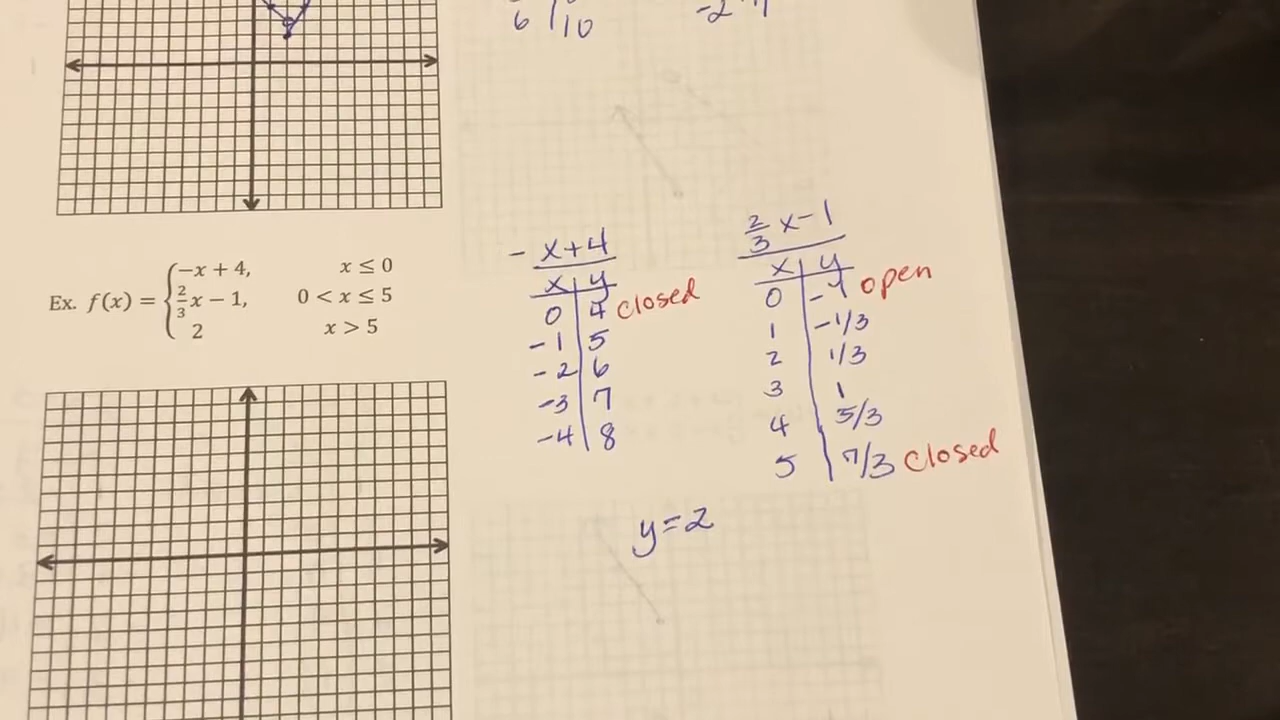 6 | 10
-2
Ex. f(x) = { -x + 4, x ≤ 0
2/3 x - 1, 0 < x ≤ 5
2 x > 5
-x+4
x | y
0 | 4 closed
-1 | 5
-2 | 6
-3 | 7
-4 | 8
2/3 x-1
x | y
0 | -1 open
1 | -1/3
2 | 1/3
3 | 1
4 | 5/3
5 | 7/3 closed
y=2